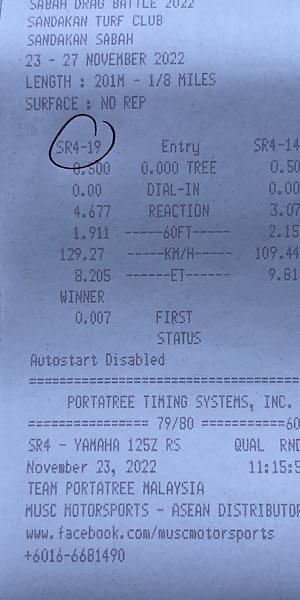 SABAH DRAG BATTLE 2022
SANDAKAN TURF CLUB
SANDAKAN SABAH
23 - 27 NOVEMBER 2022
LENGTH : 201M - 1/8 MILES
SURFACE : NO REP
SR4-19 Entry SR4-14
0.500 0.000 TREE 0.50
0.00 DIAL-IN 0.00
4.677 REACTION 3.07
1.911 -----60FT----- 2.15
129.27 -----KM/H----- 109.44
8.205 ------ET------ 9.81
WINNER
0.007 FIRST
STATUS
Autostart Disabled
==================================
PORTATREE TIMING SYSTEMS, INC.
=============== 79/80 ===========60
SR4 - YAMAHA 125Z RS QUAL RND
November 23, 2022 11:15:5
TEAM PORTATREE MALAYSIA
MUSC MOTORSPORTS - ASEAN DISTRIBUTOR
www.facebook.com/muscmotorsports
+6016-6681490